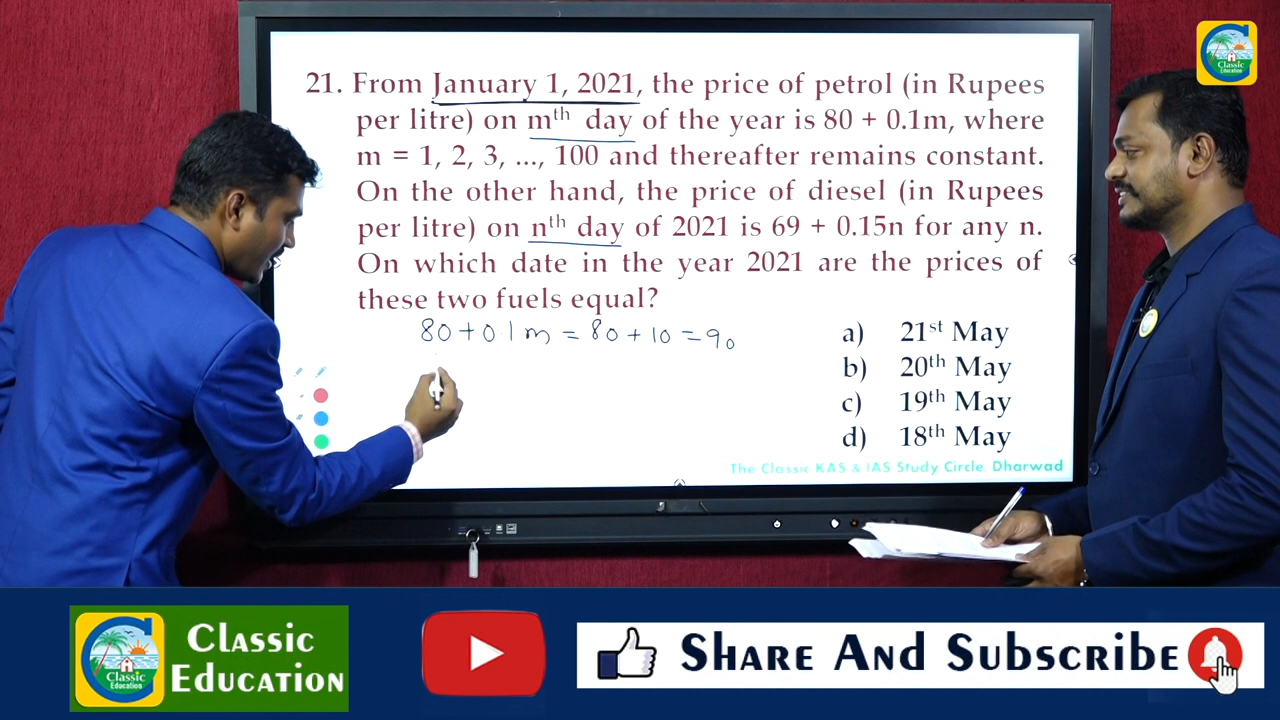 21. From January 1, 2021, the price of petrol (in Rupees
per litre) on mth day of the year is 80 + 0.1m, where
m = 1, 2, 3, ..., 100 and thereafter remains constant.
On the other hand, the price of diesel (in Rupees
per litre) on nth day of 2021 is 69 + 0.15n for any n.
On which date in the year 2021 are the prices of
these two fuels equal?
80 + 0.1 m = 80 + 10 = 90
a) 21st May
b) 20th May
c) 19th May
d) 18th May
The Classic KAS & IAS Study Circle, Dharwad
Classic
Education
Classic
Education
Classic
Education
Share And Subscribe